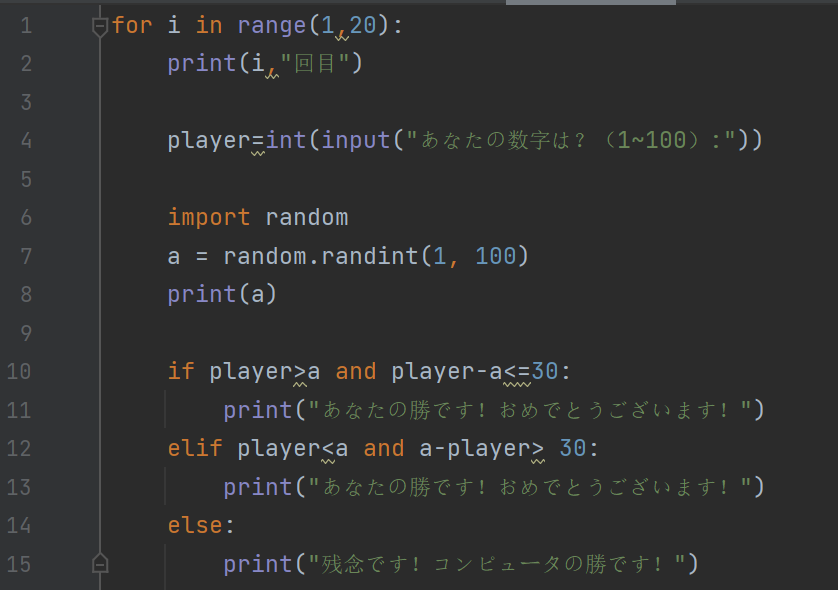 1 for i in range(1,20):
2     print(i,"回目")
3
4     player=int(input("あなたの数字は？（1~100）:"))
5
6     import random
7     a = random.randint(1, 100)
8     print(a)
9
10     if player>a and player-a<=30:
11         print("あなたの勝です！おめでとうございます！")
12     elif player<a and a-player> 30:
13         print("あなたの勝です！おめでとうございます！")
14     else:
15         print("残念です！コンピュータの勝です！")